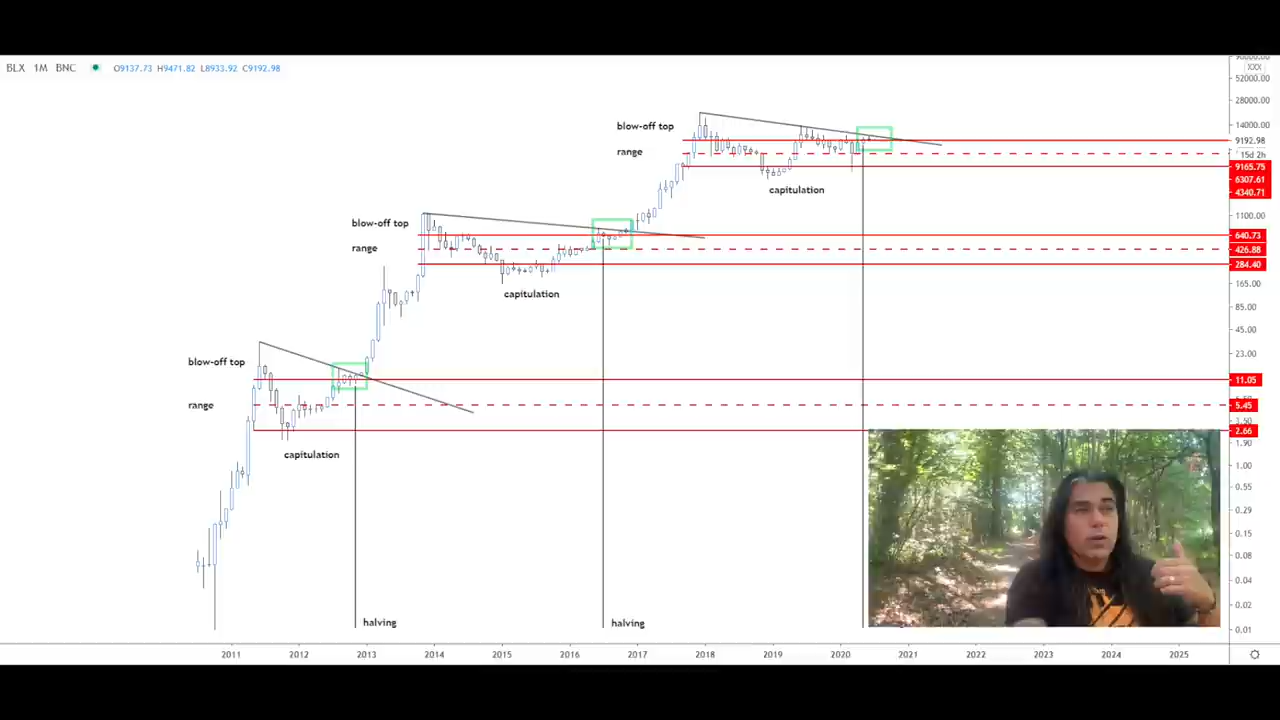 BLX 1M BNC O9137.73 H9471.82 L8933.92 C9192.98
52000.00
28000.00
blow-off top
14000.00
9192.98
range
15d 2h
9165.75
6307.61
capitulation
4340.71
1100.00
blow-off top
640.73
range
426.88
284.40
capitulation
165.00
85.00
45.00
23.00
blow-off top
11.05
range
5.45
2.66
1.90
capitulation
1.00
0.55
0.29
0.15
0.08
0.04
0.02
halving
halving
0.01
2011 2012 2013 2014 2015 2016 2017 2018 2019 2020 2021 2022 2023 2024 2025